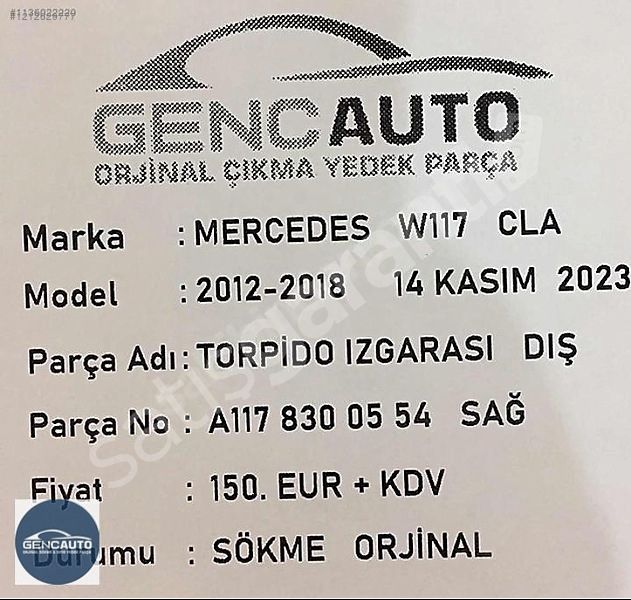 #1212626777
GENCAUTO
ORJİNAL ÇIKMA YEDEK PARÇA
Marka : MERCEDES W117 CLA
Model : 2012-2018 14 KASIM 2023
Parça Adı: TORPİDO IZGARASI DIŞ
Parça No : A117 830 05 54 SAĞ
Fiyat : 150. EUR + KDV
Durumu : SÖKME ORJİNAL
GENCAUTO
satışgaranti